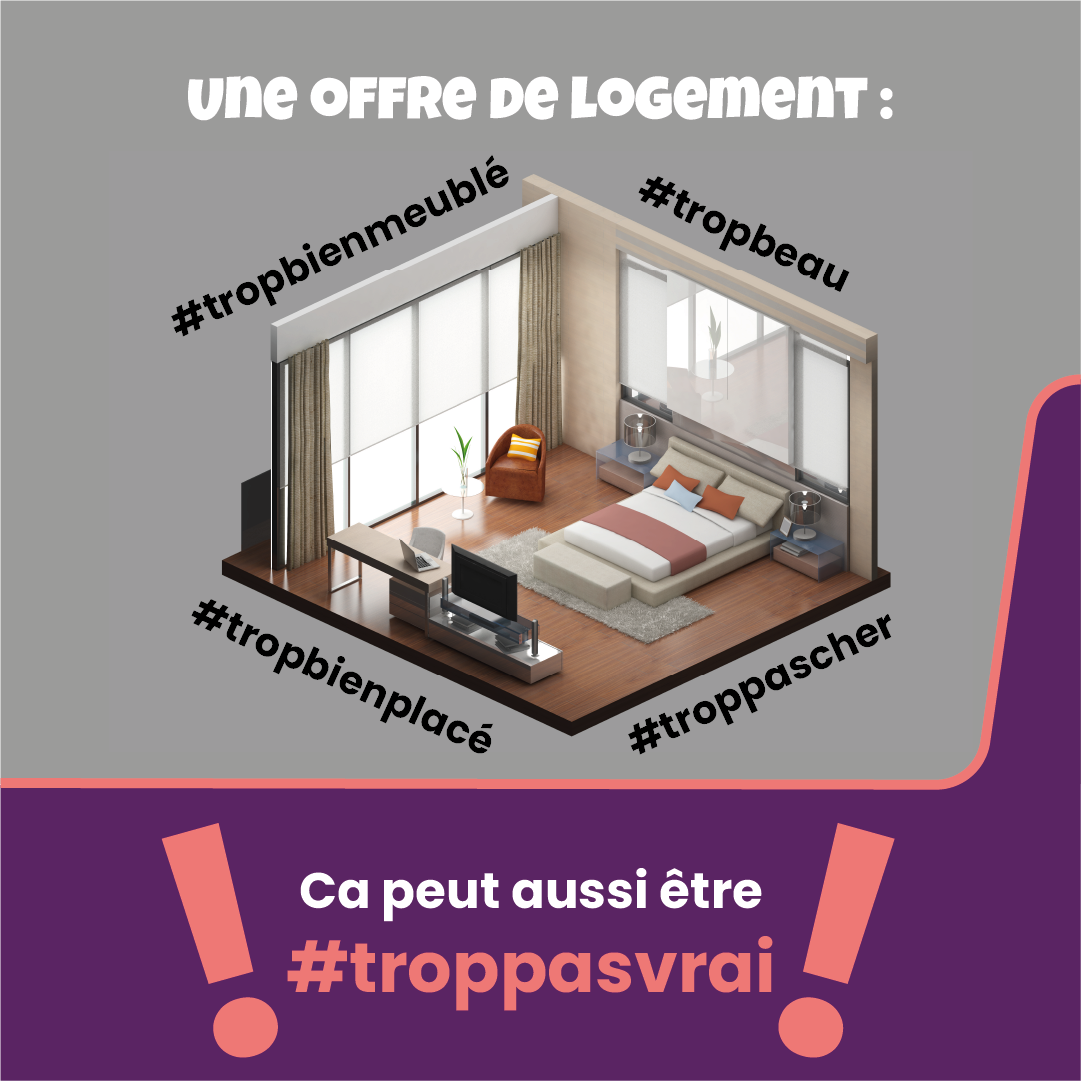 une offre de logement :
#tropbienmeublé
#tropbeau
#tropbienplacé
#troppascher
! Ca peut aussi être !
#troppasvrai